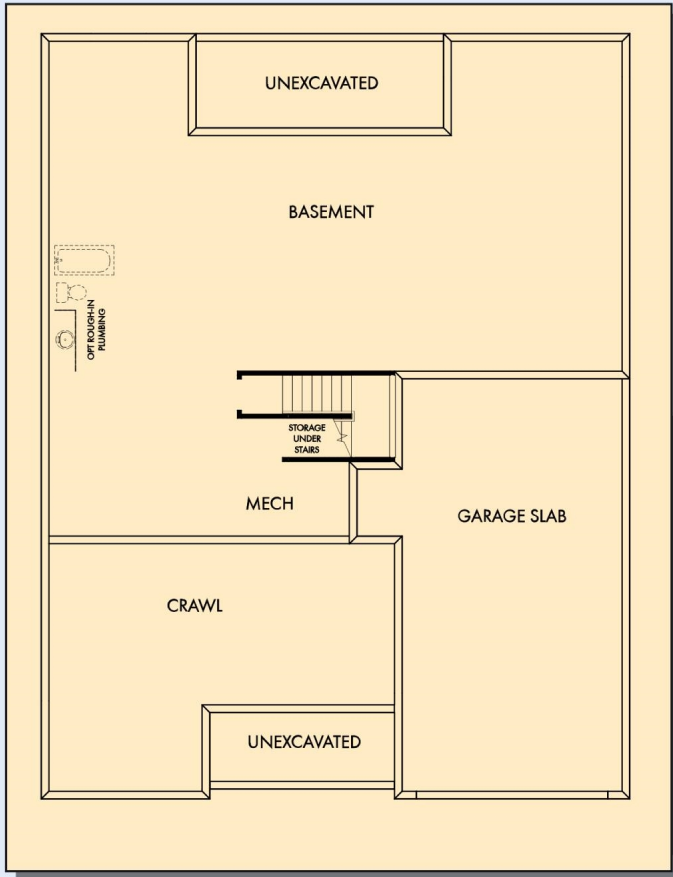 UNEXCAVATED
BASEMENT
OPT ROUGH-IN
PLUMBING
STORAGE
UNDER
STAIRS
MECH
GARAGE SLAB
CRAWL
UNEXCAVATED